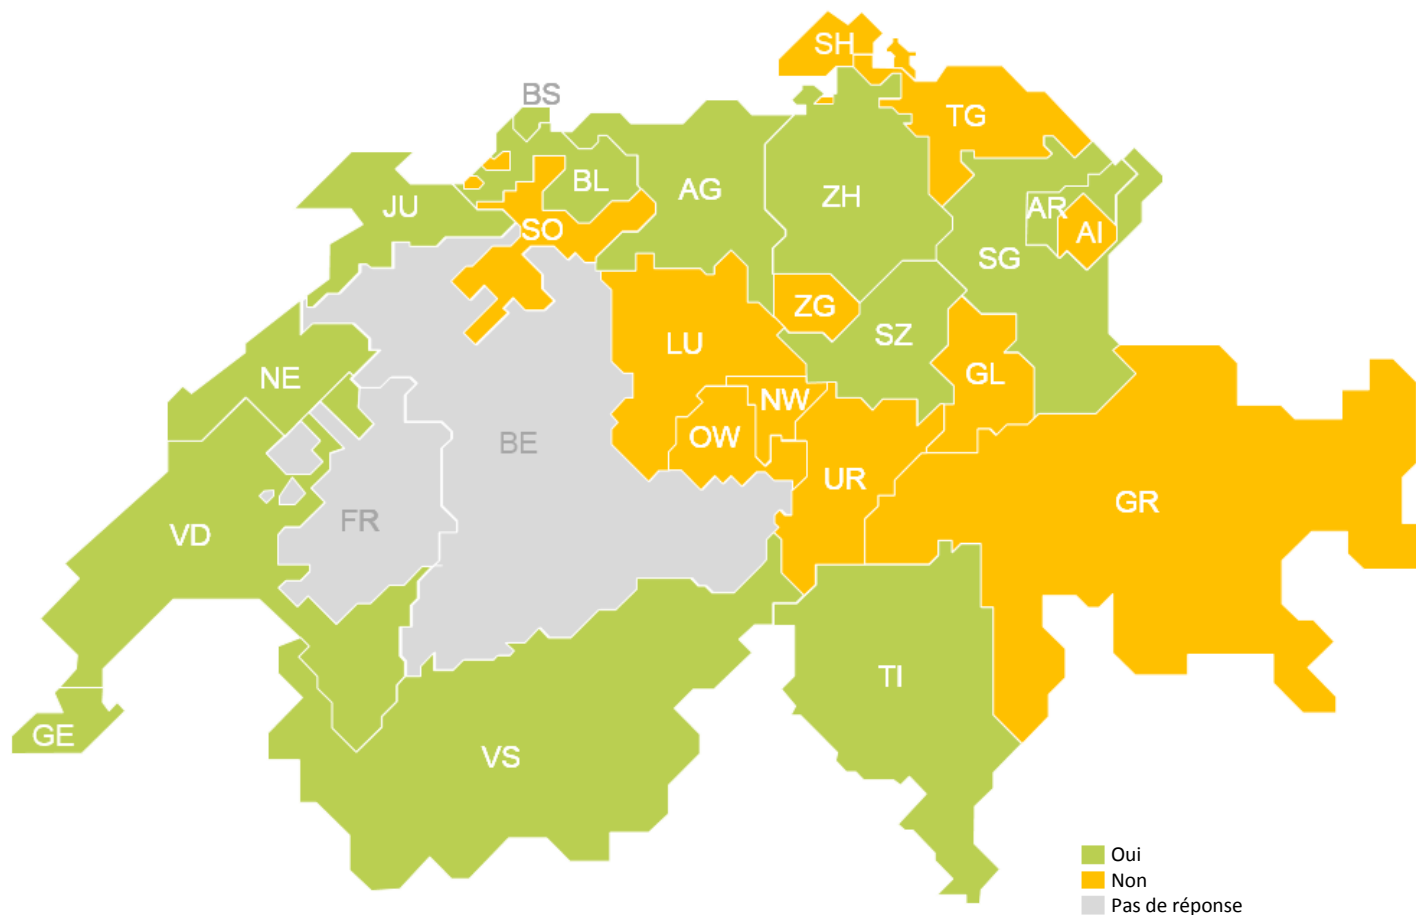 SH
BS
TG
BL
AG
ZH
JU
AR
SO
AI
SG
ZG
SZ
LU
GL
NE
NW
OW
BE
UR
GR
FR
VD
TI
GE
VS
Oui
Non
Pas de réponse